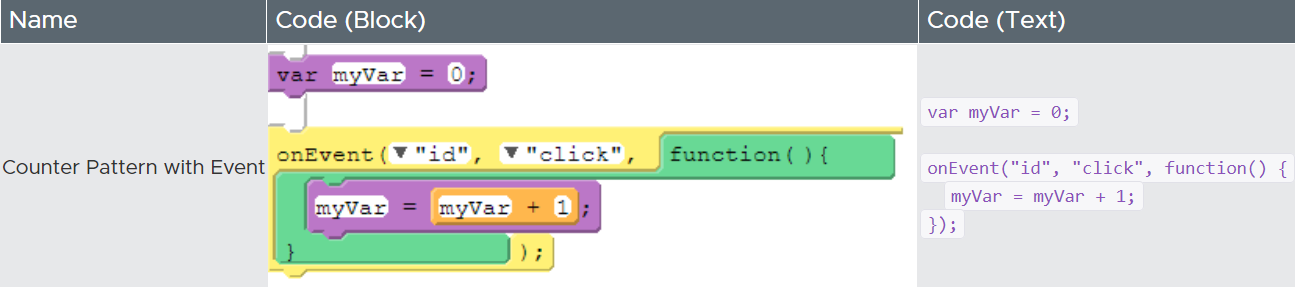 Name
Code (Block)
Code (Text)
Counter Pattern with Event
var myVar = 0;
onEvent(▼"id", ▼"click", function(){
myVar = myVar + 1;
} );
var myVar = 0;
onEvent("id", "click", function() {
myVar = myVar + 1;
});